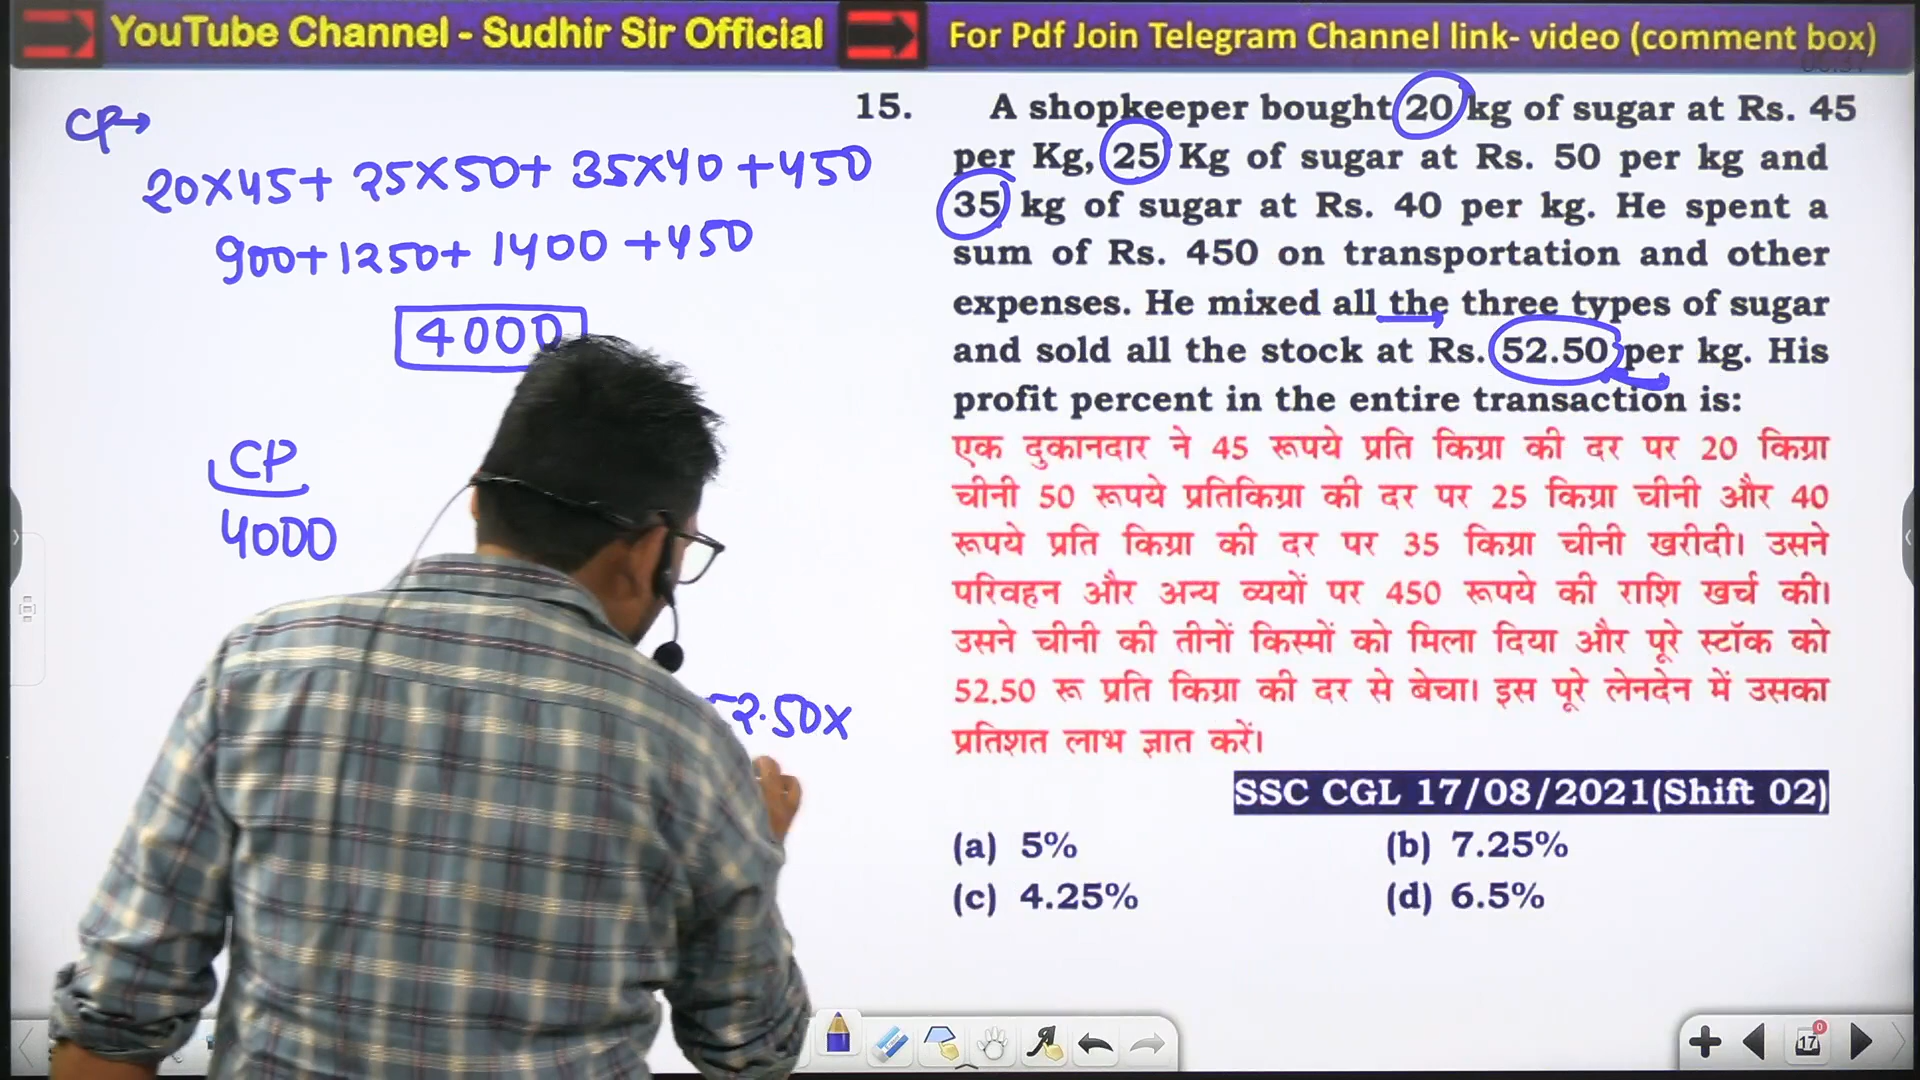 YouTube Channel - Sudhir Sir Official
For Pdf Join Telegram Channel link- video (comment box)
CP→
20x45+ 25x50+ 35x40 +450
900+1250+ 1400 +450
4000
CP
4000
2.50x
15. A shopkeeper bought 20 kg of sugar at Rs. 45
per Kg, 25 Kg of sugar at Rs. 50 per kg and
35 kg of sugar at Rs. 40 per kg. He spent a
sum of Rs. 450 on transportation and other
expenses. He mixed all the three types of sugar
and sold all the stock at Rs. 52.50 per kg. His
profit percent in the entire transaction is:
एक दुकानदार ने 45 रूपये प्रति किग्रा की दर पर 20 किग्रा
चीनी 50 रूपये प्रतिकिग्रा की दर पर 25 किग्रा चीनी और 40
रूपये प्रति किग्रा की दर पर 35 किग्रा चीनी खरीदी। उसने
परिवहन और अन्य व्ययों पर 450 रूपये की राशि खर्च की।
उसने चीनी की तीनों किस्मों को मिला दिया और पूरे स्टॉक को
52.50 रू प्रति किग्रा की दर से बेचा। इस पूरे लेनदेन में उसका
प्रतिशत लाभ ज्ञात करें।
SSC CGL 17/08/2021(Shift 02)
(a) 5% (b) 7.25%
(c) 4.25% (d) 6.5%
17 0